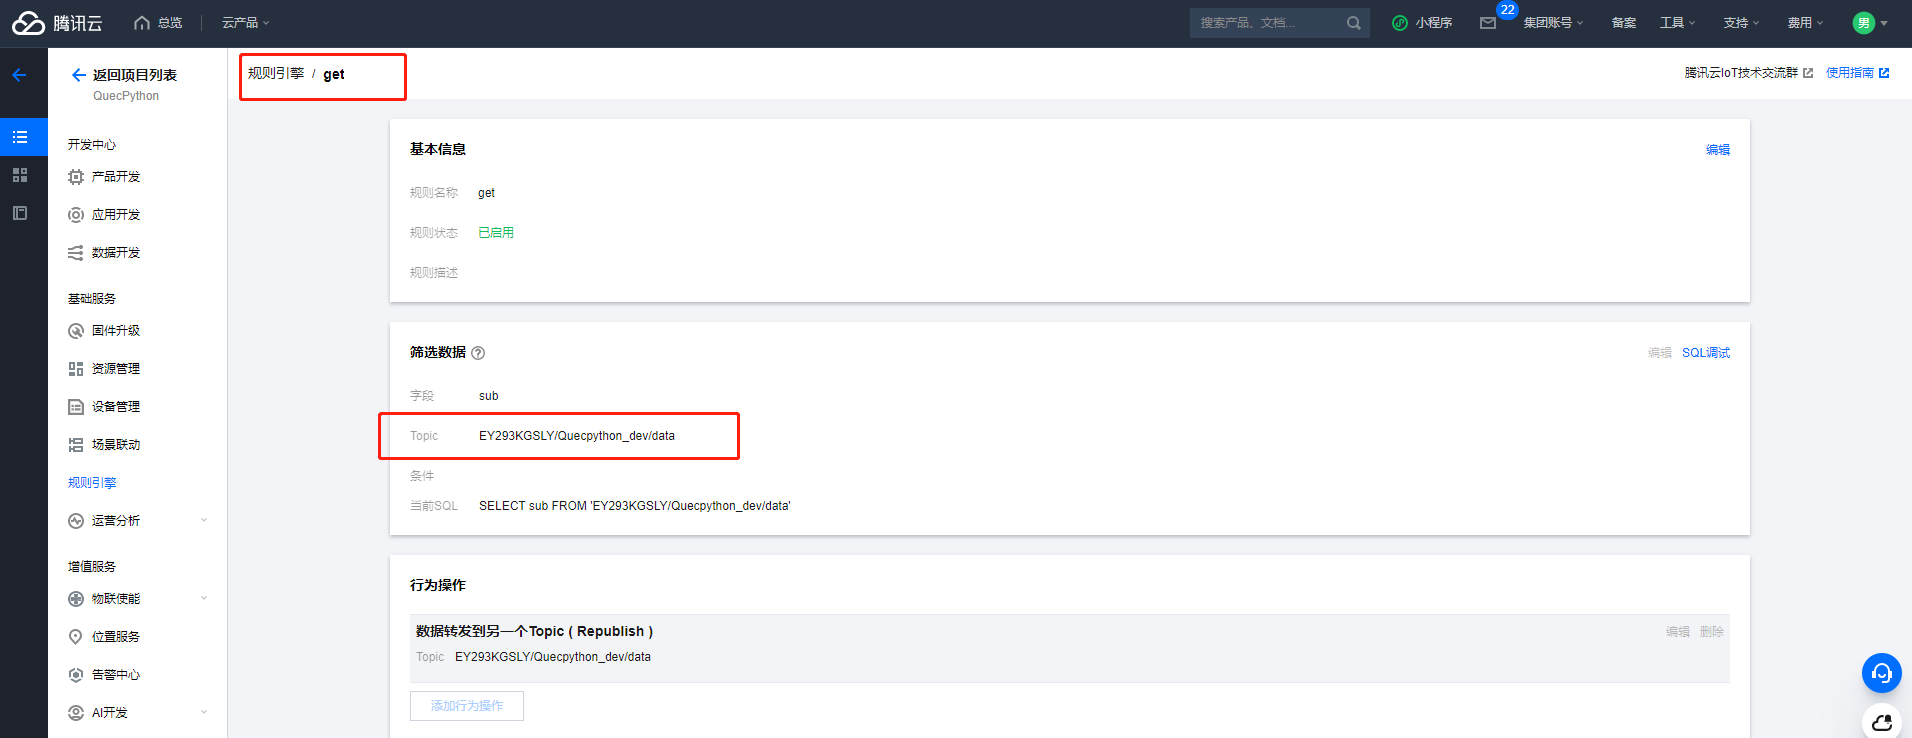 腾讯云 总览 云产品 搜索产品、文档... 小程序 22 集团账号 备案 工具 支持 费用 男
返回项目列表
QuecPython
规则引擎 / get
腾讯云IoT技术交流群 使用指南
开发中心
产品开发
应用开发
数据开发
基础服务
固件升级
资源管理
设备管理
场景联动
规则引擎
运营分析
增值服务
物联使能
位置服务
告警中心
AI开发
基本信息 编辑
规则名称 get
规则状态 已启用
规则描述
筛选数据 ? 编辑 SQL调试
字段 sub
Topic EY293KGSLY/Quecpython_dev/data
条件
当前SQL SELECT sub FROM 'EY293KGSLY/Quecpython_dev/data'
行为操作
数据转发到另一个Topic ( Republish ) 编辑 删除
Topic EY293KGSLY/Quecpython_dev/data
添加行为操作